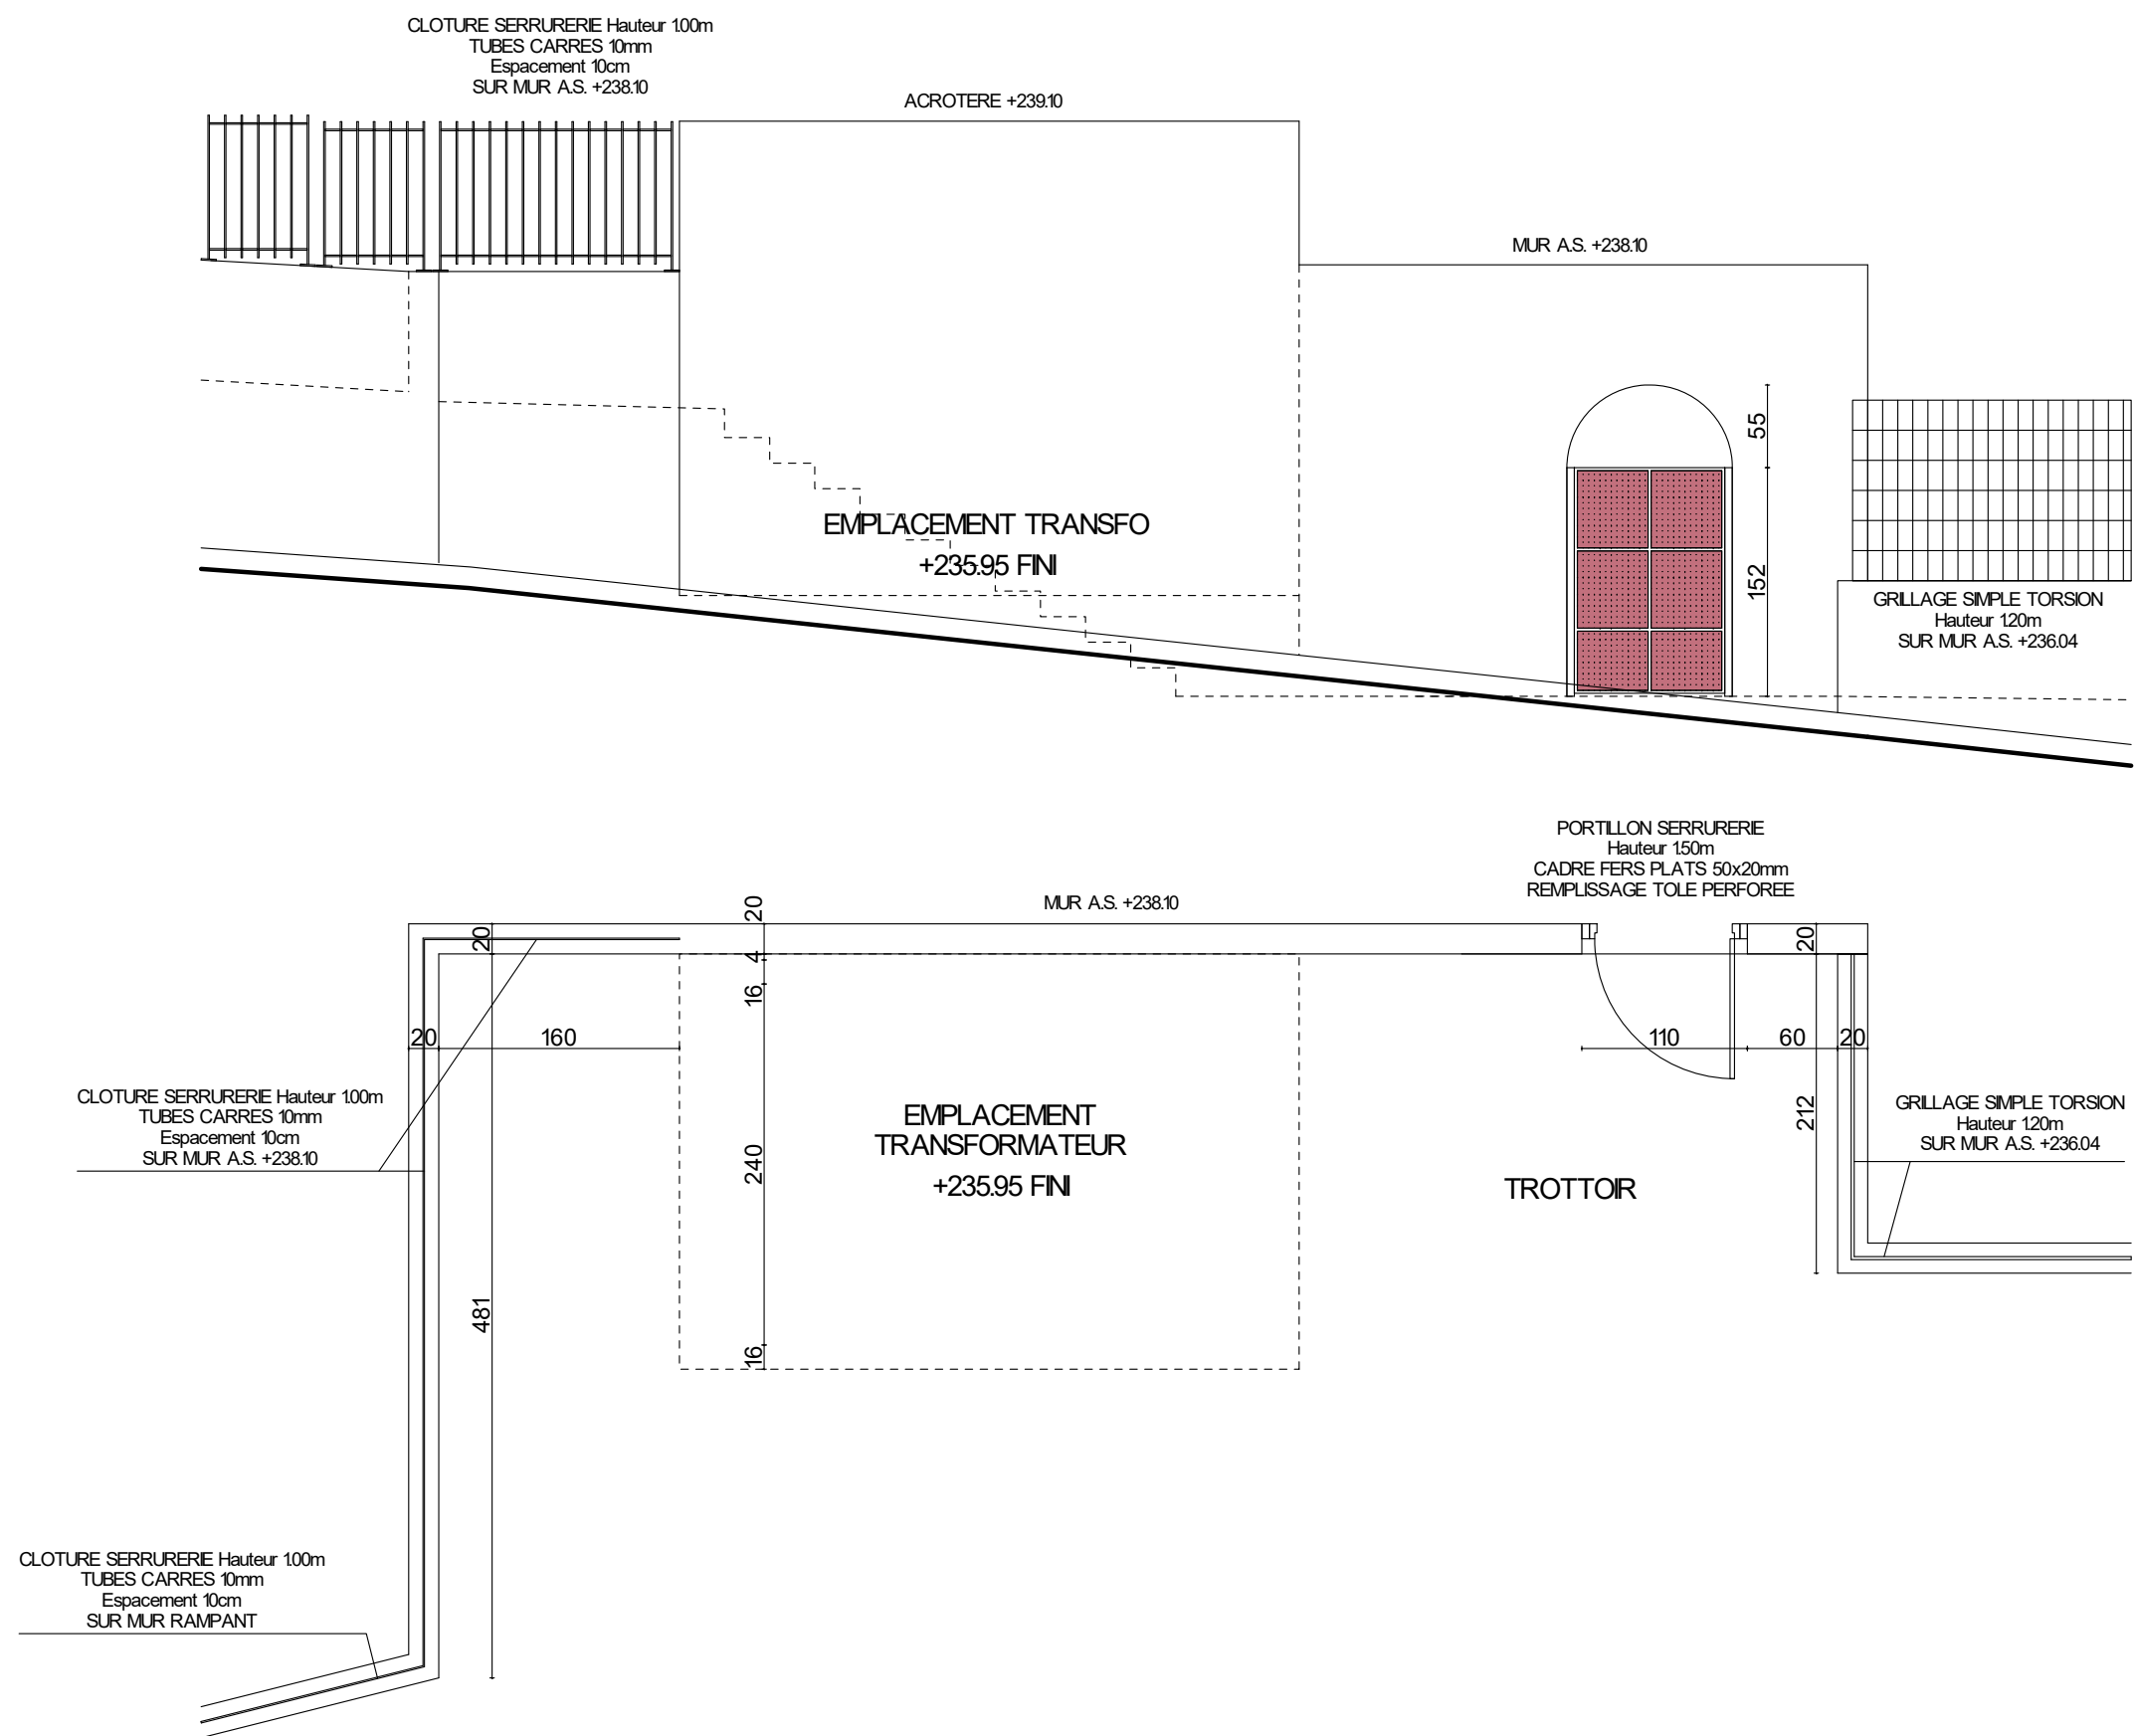 CLOTURE SERRURERIE Hauteur 1.00m
TUBES CARRES 10mm
Espacement 10cm
SUR MUR A.S. +238.10
ACROTERE +239.10
MUR A.S. +238.10
55
EMPLACEMENT TRANSFO
+235.95 FINI
152
GRILLAGE SIMPLE TORSION
Hauteur 1.20m
SUR MUR A.S. +236.04
PORTILLON SERRURERIE
Hauteur 1.50m
CADRE FERS PLATS 50x20mm
REMPLISSAGE TOLE PERFOREE
MUR A.S. +238.10
20
20
20
4
16
20
160
110
60
20
CLOTURE SERRURERIE Hauteur 1.00m
TUBES CARRES 10mm
Espacement 10cm
SUR MUR A.S. +238.10
EMPLACEMENT
TRANSFORMATEUR
+235.95 FINI
240
212
GRILLAGE SIMPLE TORSION
Hauteur 1.20m
SUR MUR A.S. +236.04
TROTTOIR
481
16
CLOTURE SERRURERIE Hauteur 1.00m
TUBES CARRES 10mm
Espacement 10cm
SUR MUR RAMPANT